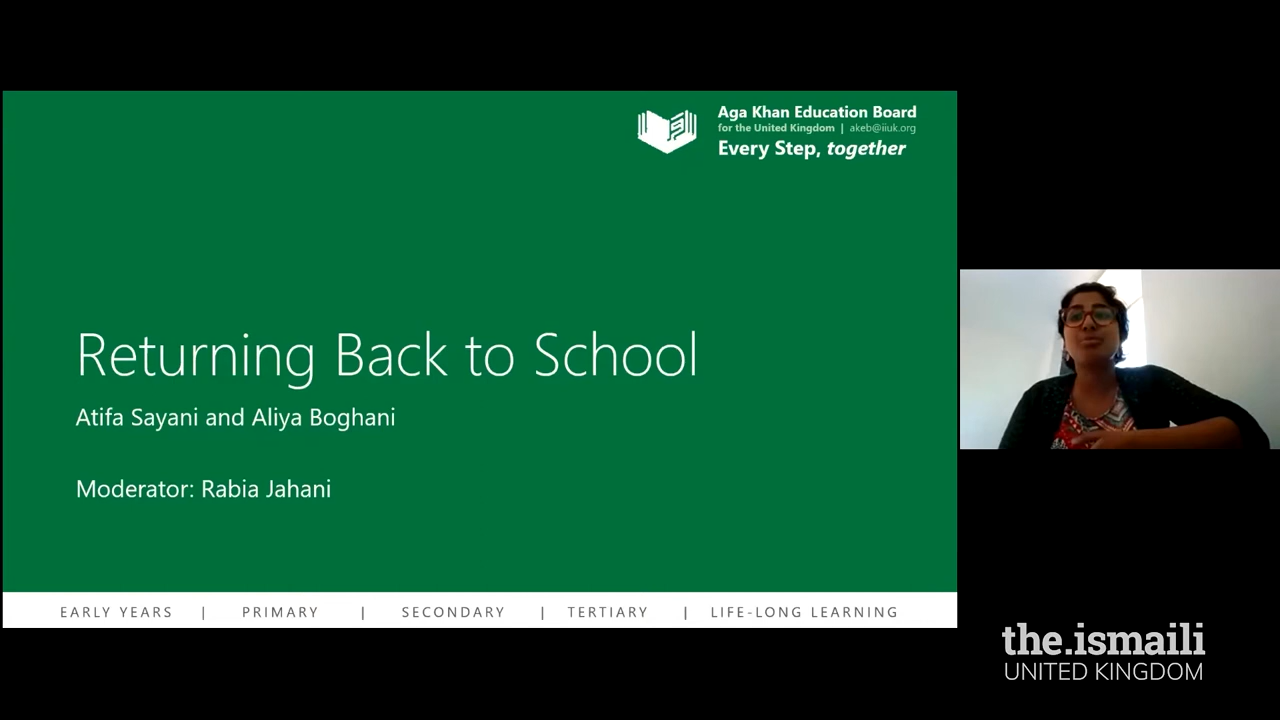 Aga Khan Education Board
for the United Kingdom | akeb@iiuk.org
Every Step, together
Returning Back to School
Atifa Sayani and Aliya Boghani
Moderator: Rabia Jahani
EARLY YEARS | PRIMARY | SECONDARY | TERTIARY | LIFE-LONG LEARNING
the.ismaili
UNITED KINGDOM